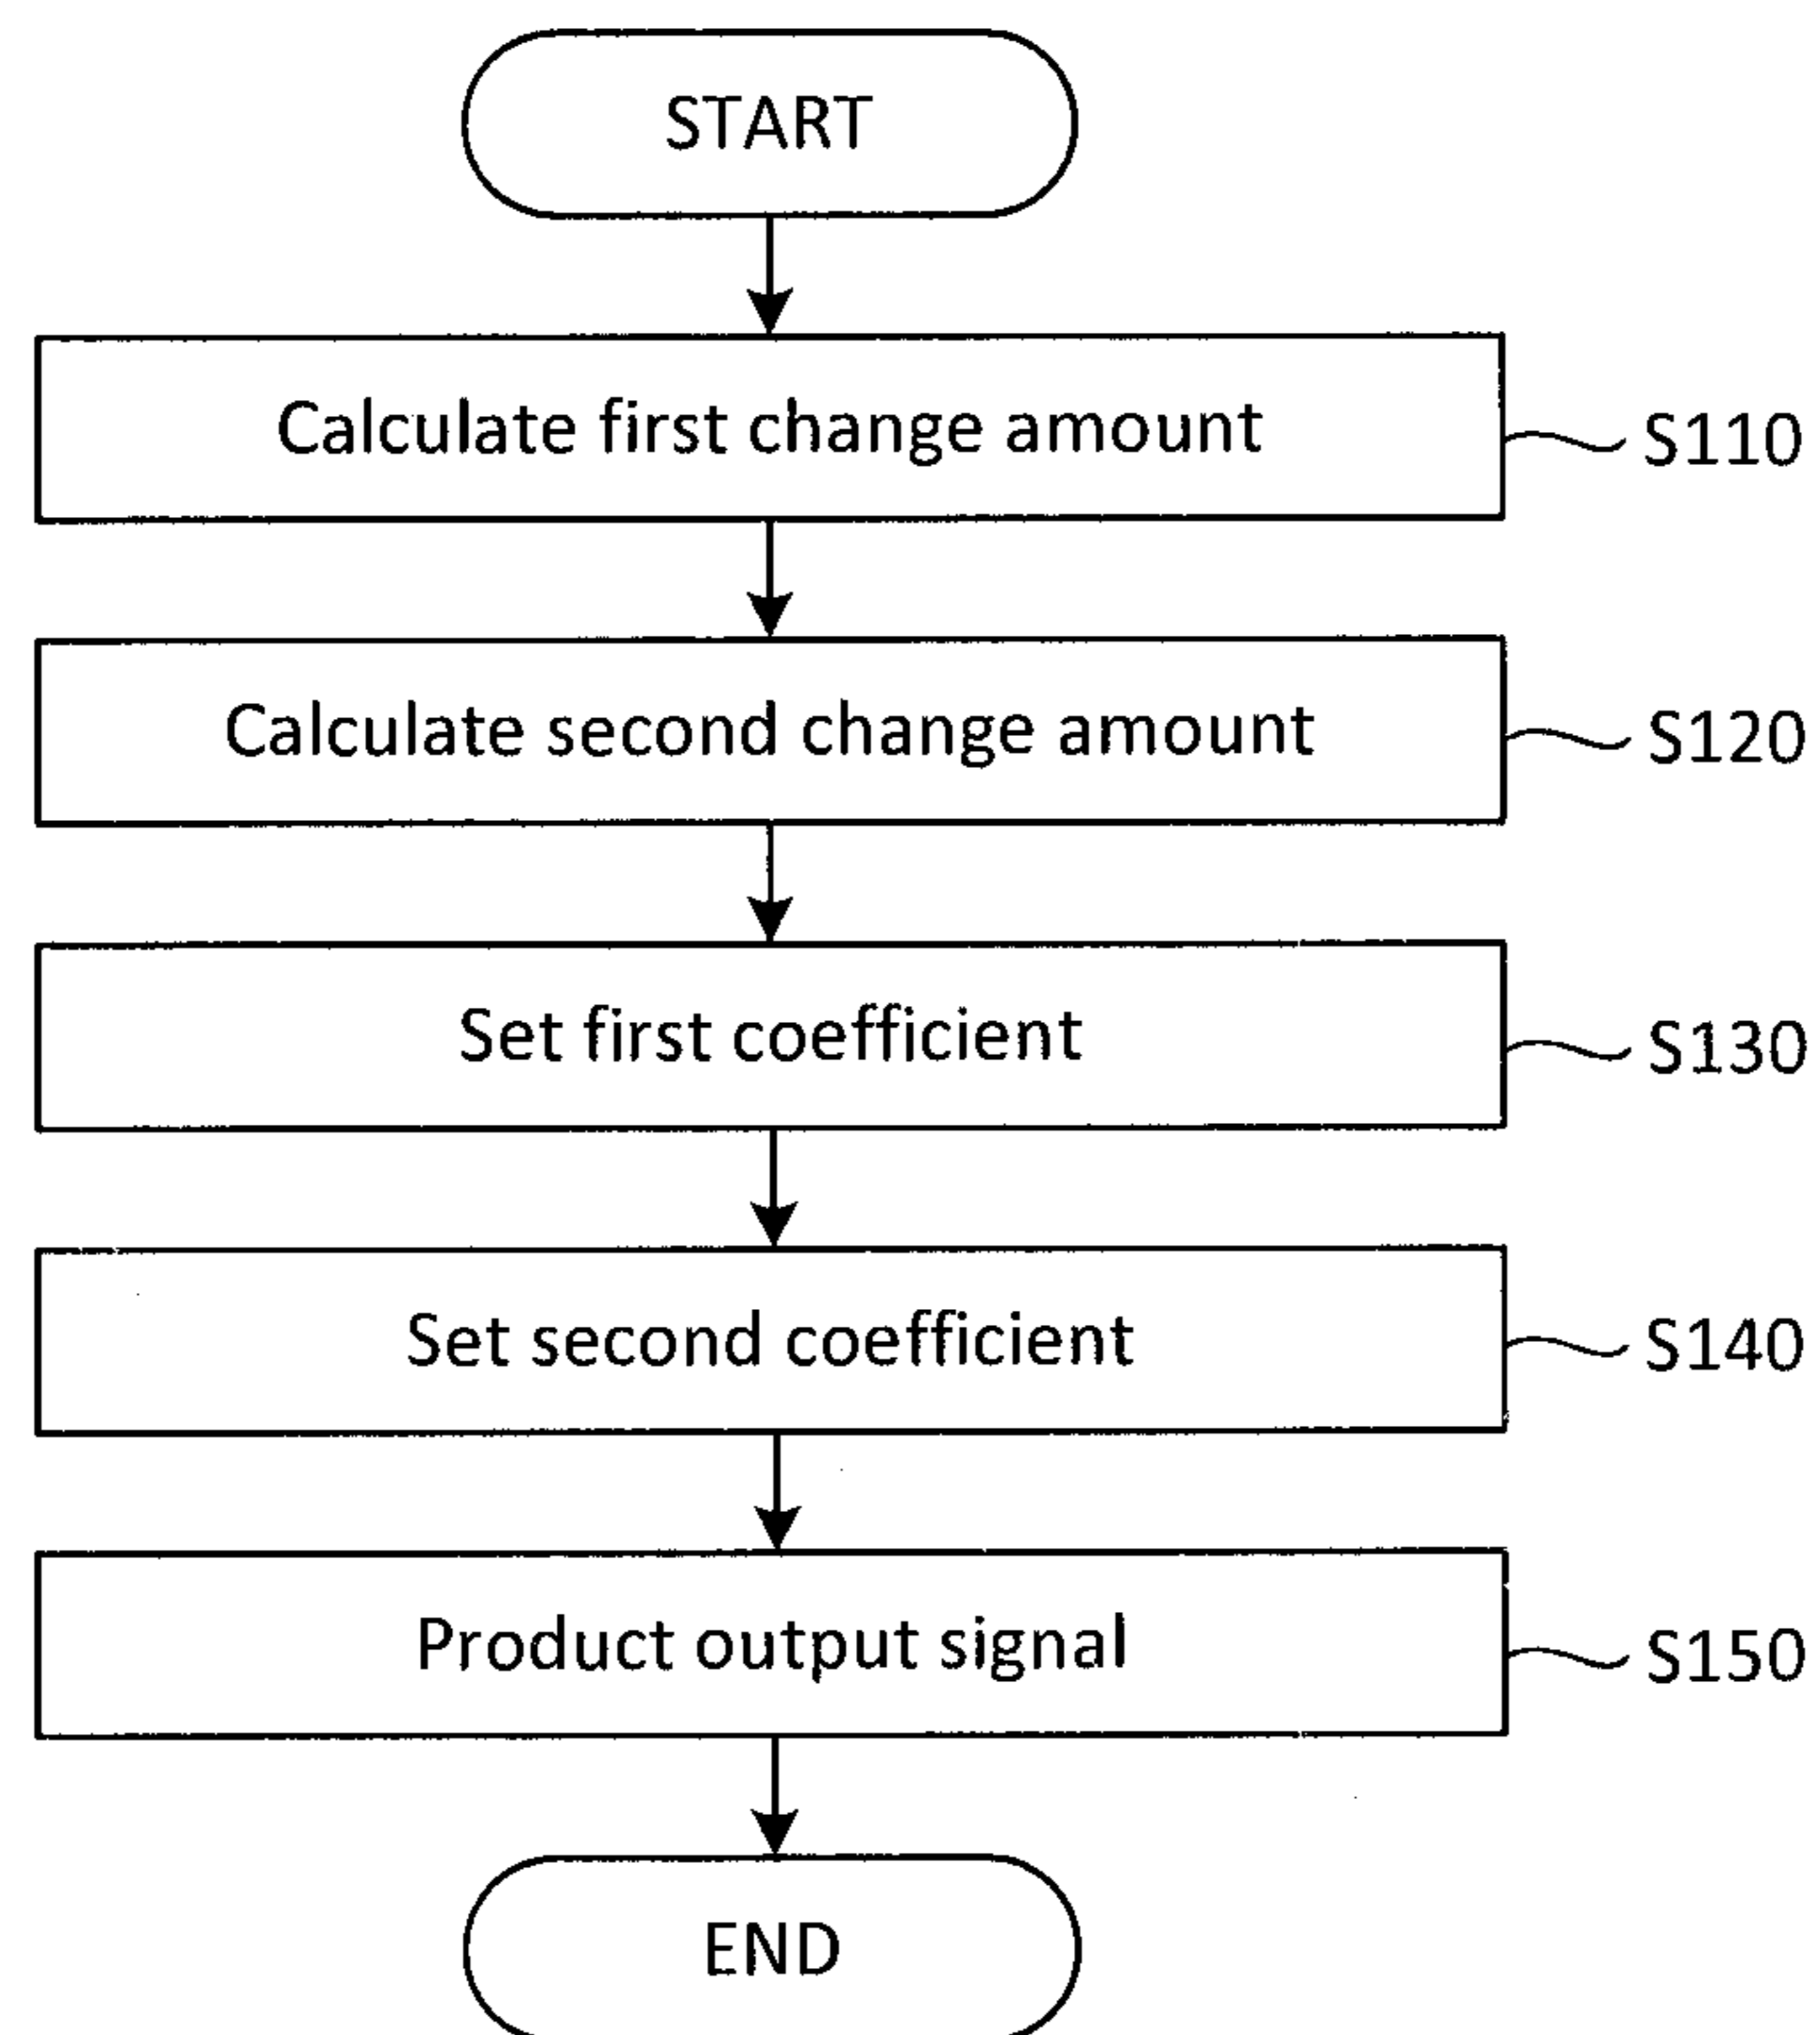 START
Calculate first change amount
S110
Calculate second change amount
S120
Set first coefficient
S130
Set second coefficient
S140
Product output signal
S150
END